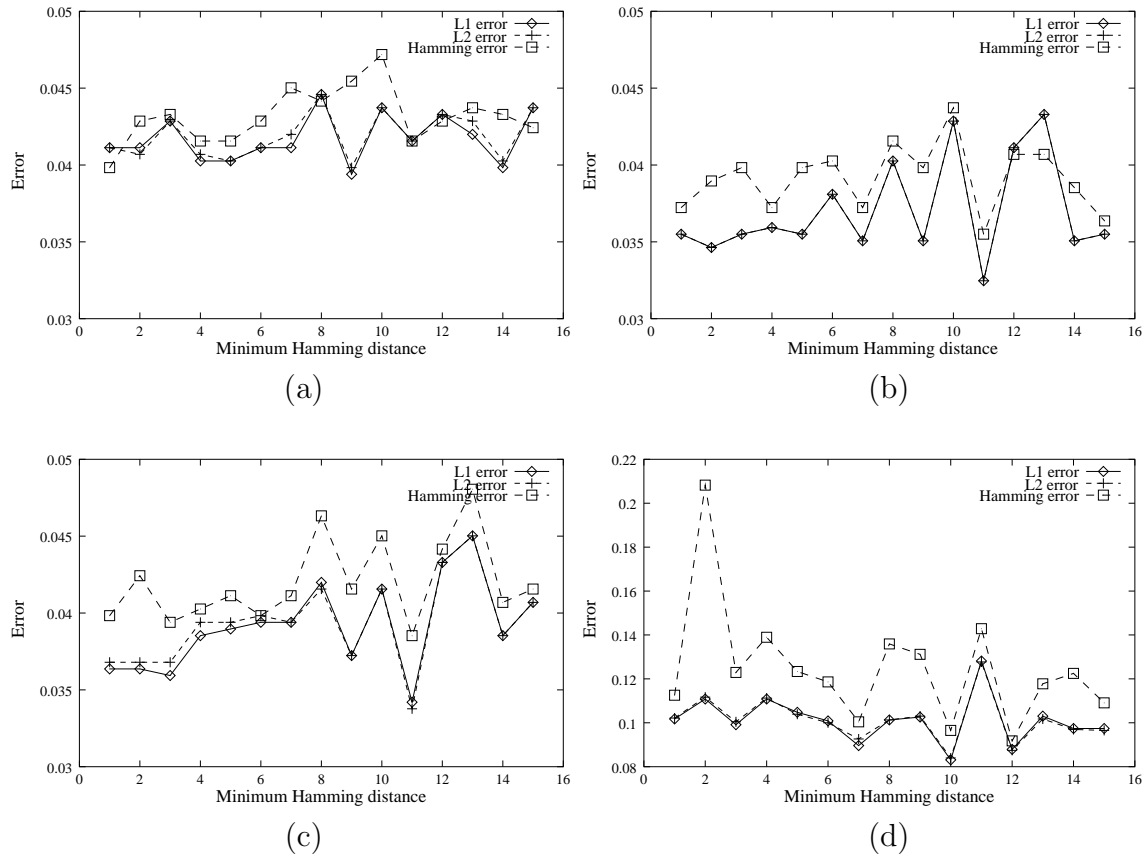 0.05
0.045
0.04
0.035
0.03
0 2 4 6 8 10 12 14 16
Error
Minimum Hamming distance
L1 error
L2 error
Hamming error
(a)
0.05
0.045
0.04
0.035
0.03
0 2 4 6 8 10 12 14 16
Error
Minimum Hamming distance
L1 error
L2 error
Hamming error
(b)
0.05
0.045
0.04
0.035
0.03
0 2 4 6 8 10 12 14 16
Error
Minimum Hamming distance
L1 error
L2 error
Hamming error
(c)
0.22
0.2
0.18
0.16
0.14
0.12
0.1
0.08
0 2 4 6 8 10 12 14 16
Error
Minimum Hamming distance
L1 error
L2 error
Hamming error
(d)